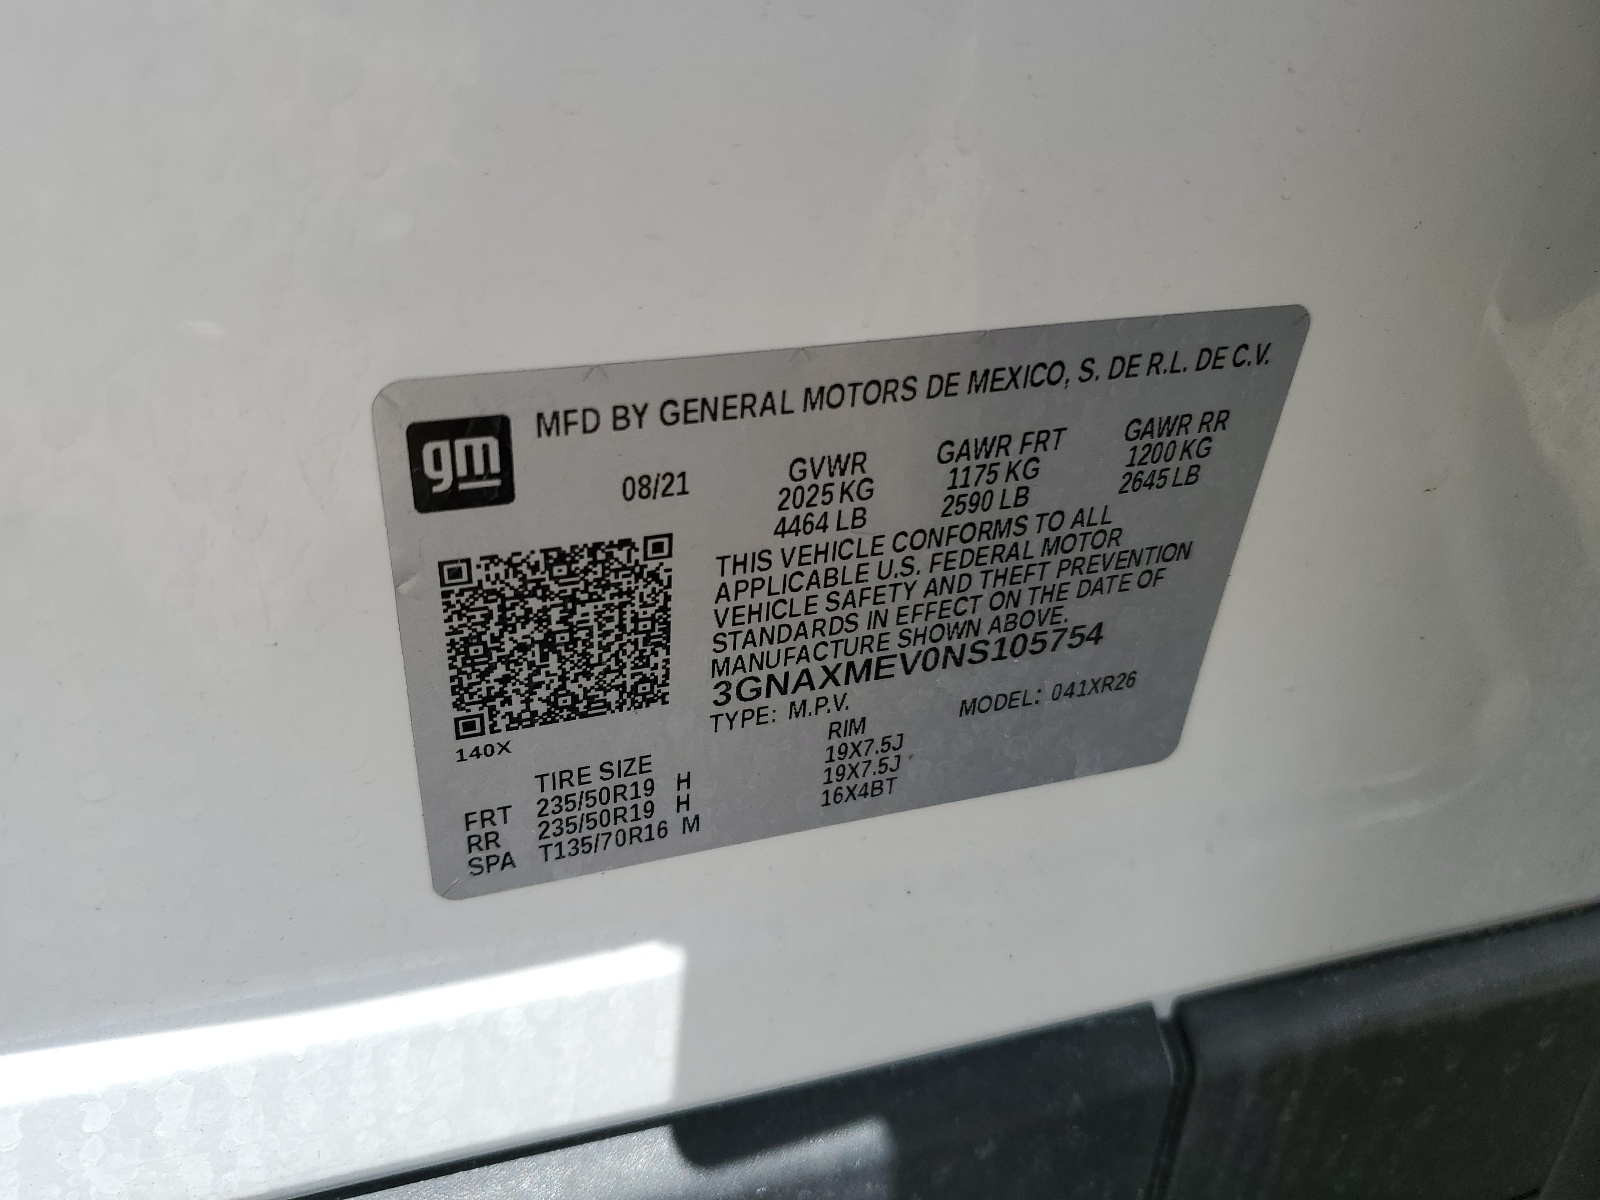 gm
MFD BY GENERAL MOTORS DE MEXICO, S. DE R.L. DE C.V.
08/21
GVWR GAWR FRT GAWR RR
2025 KG 1175 KG 1200 KG
4464 LB 2590 LB 2645 LB
THIS VEHICLE CONFORMS TO ALL
APPLICABLE U.S. FEDERAL MOTOR
VEHICLE SAFETY AND THEFT PREVENTION
STANDARDS IN EFFECT ON THE DATE OF
MANUFACTURE SHOWN ABOVE.
3GNAXMEV0NS105754
TYPE: M.P.V. MODEL: 041XR26
140X
TIRE SIZE RIM
FRT 235/50R19 H 19X7.5J
RR 235/50R19 H 19X7.5J
SPA T135/70R16 M 16X4BT